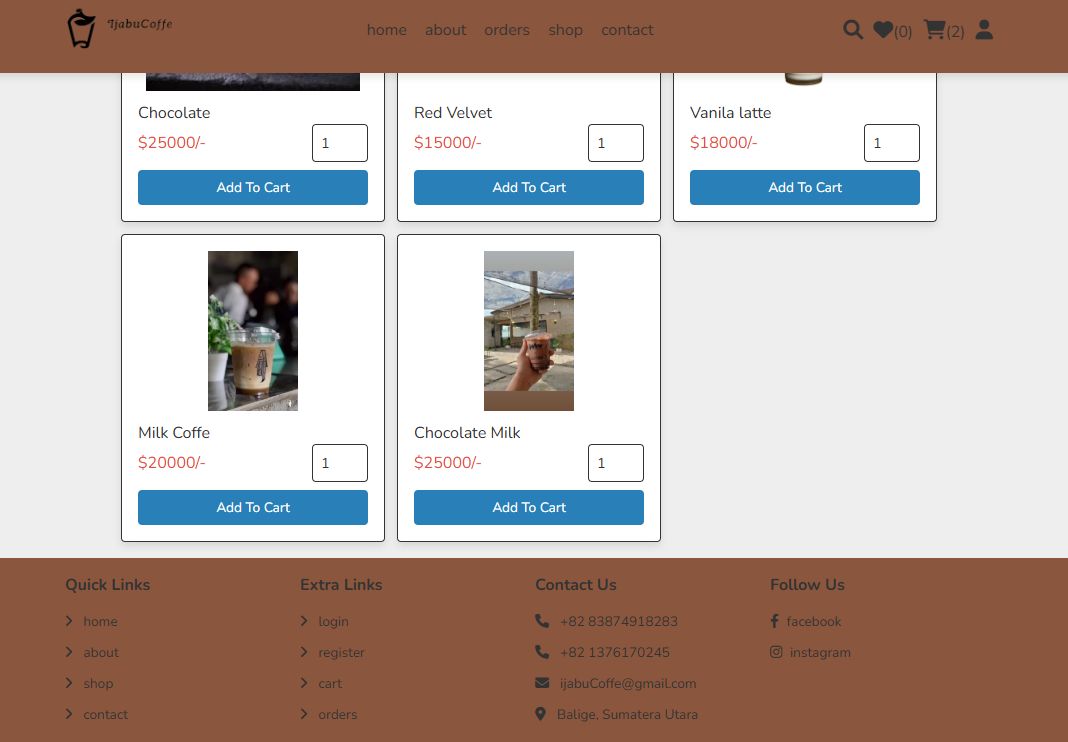 IjabuCoffe
home about orders shop contact
(0) (2)
Chocolate
$25000/-
1
Add To Cart
Red Velvet
$15000/-
1
Add To Cart
Vanila latte
$18000/-
1
Add To Cart
Milk Coffe
$20000/-
1
Add To Cart
Chocolate Milk
$25000/-
1
Add To Cart
Quick Links
home
about
shop
contact
Extra Links
login
register
cart
orders
Contact Us
+82 83874918283
+82 1376170245
ijabuCoffe@gmail.com
Balige, Sumatera Utara
Follow Us
facebook
instagram